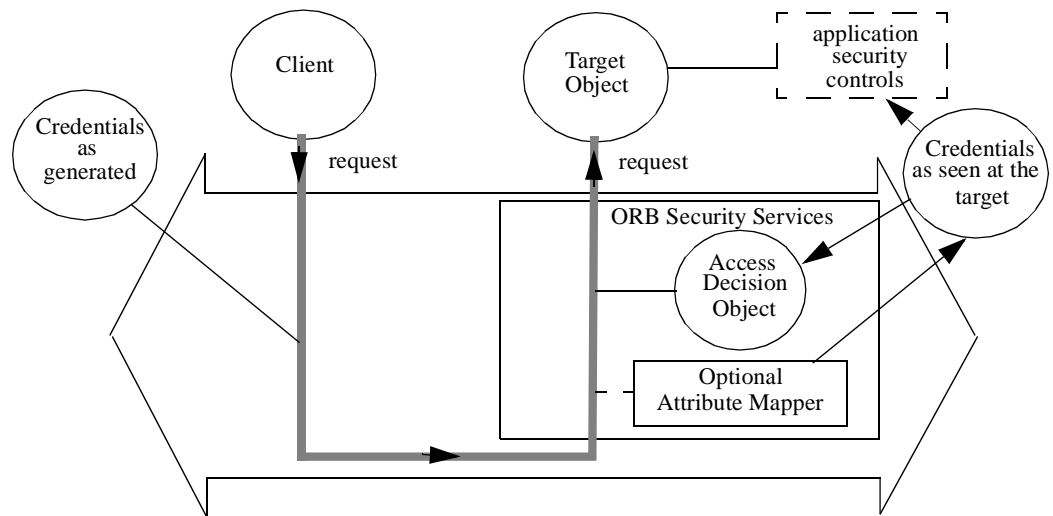 Client
Target
Object
application
security
controls
Credentials
as
generated
request
request
Credentials
as seen at the
target
ORB Security Services
Access
Decision
Object
Optional
Attribute Mapper